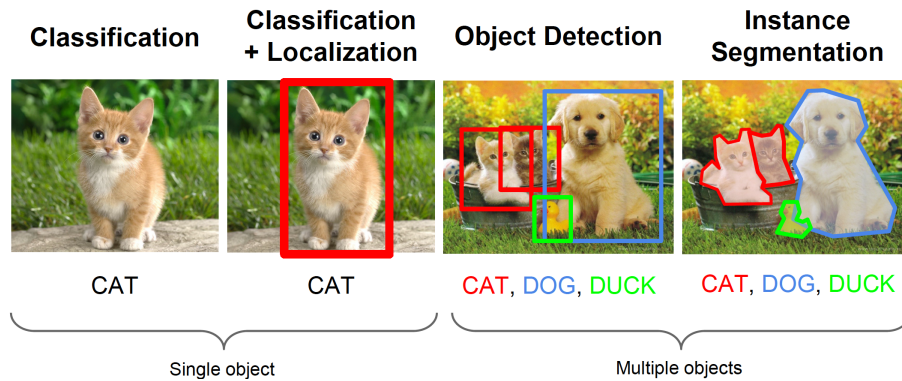 Classification
Classification
+ Localization
Object Detection
Instance
Segmentation
CAT
CAT
CAT, DOG, DUCK
CAT, DOG, DUCK
Single object
Multiple objects